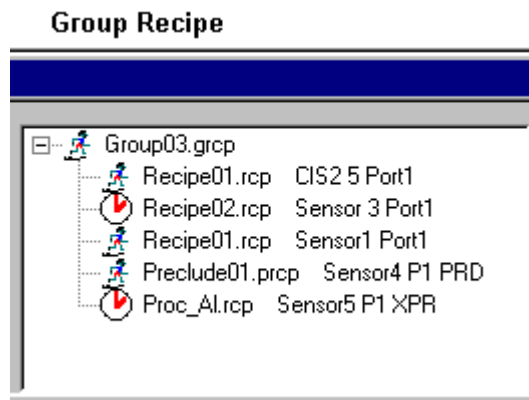 Group Recipe
Group03.grcp
Recipe01.rcp CIS2 5 Port1
Recipe02.rcp Sensor 3 Port1
Recipe01.rcp Sensor1 Port1
Preclude01.prcp Sensor4 P1 PRD
Proc_Al.rcp Sensor5 P1 XPR